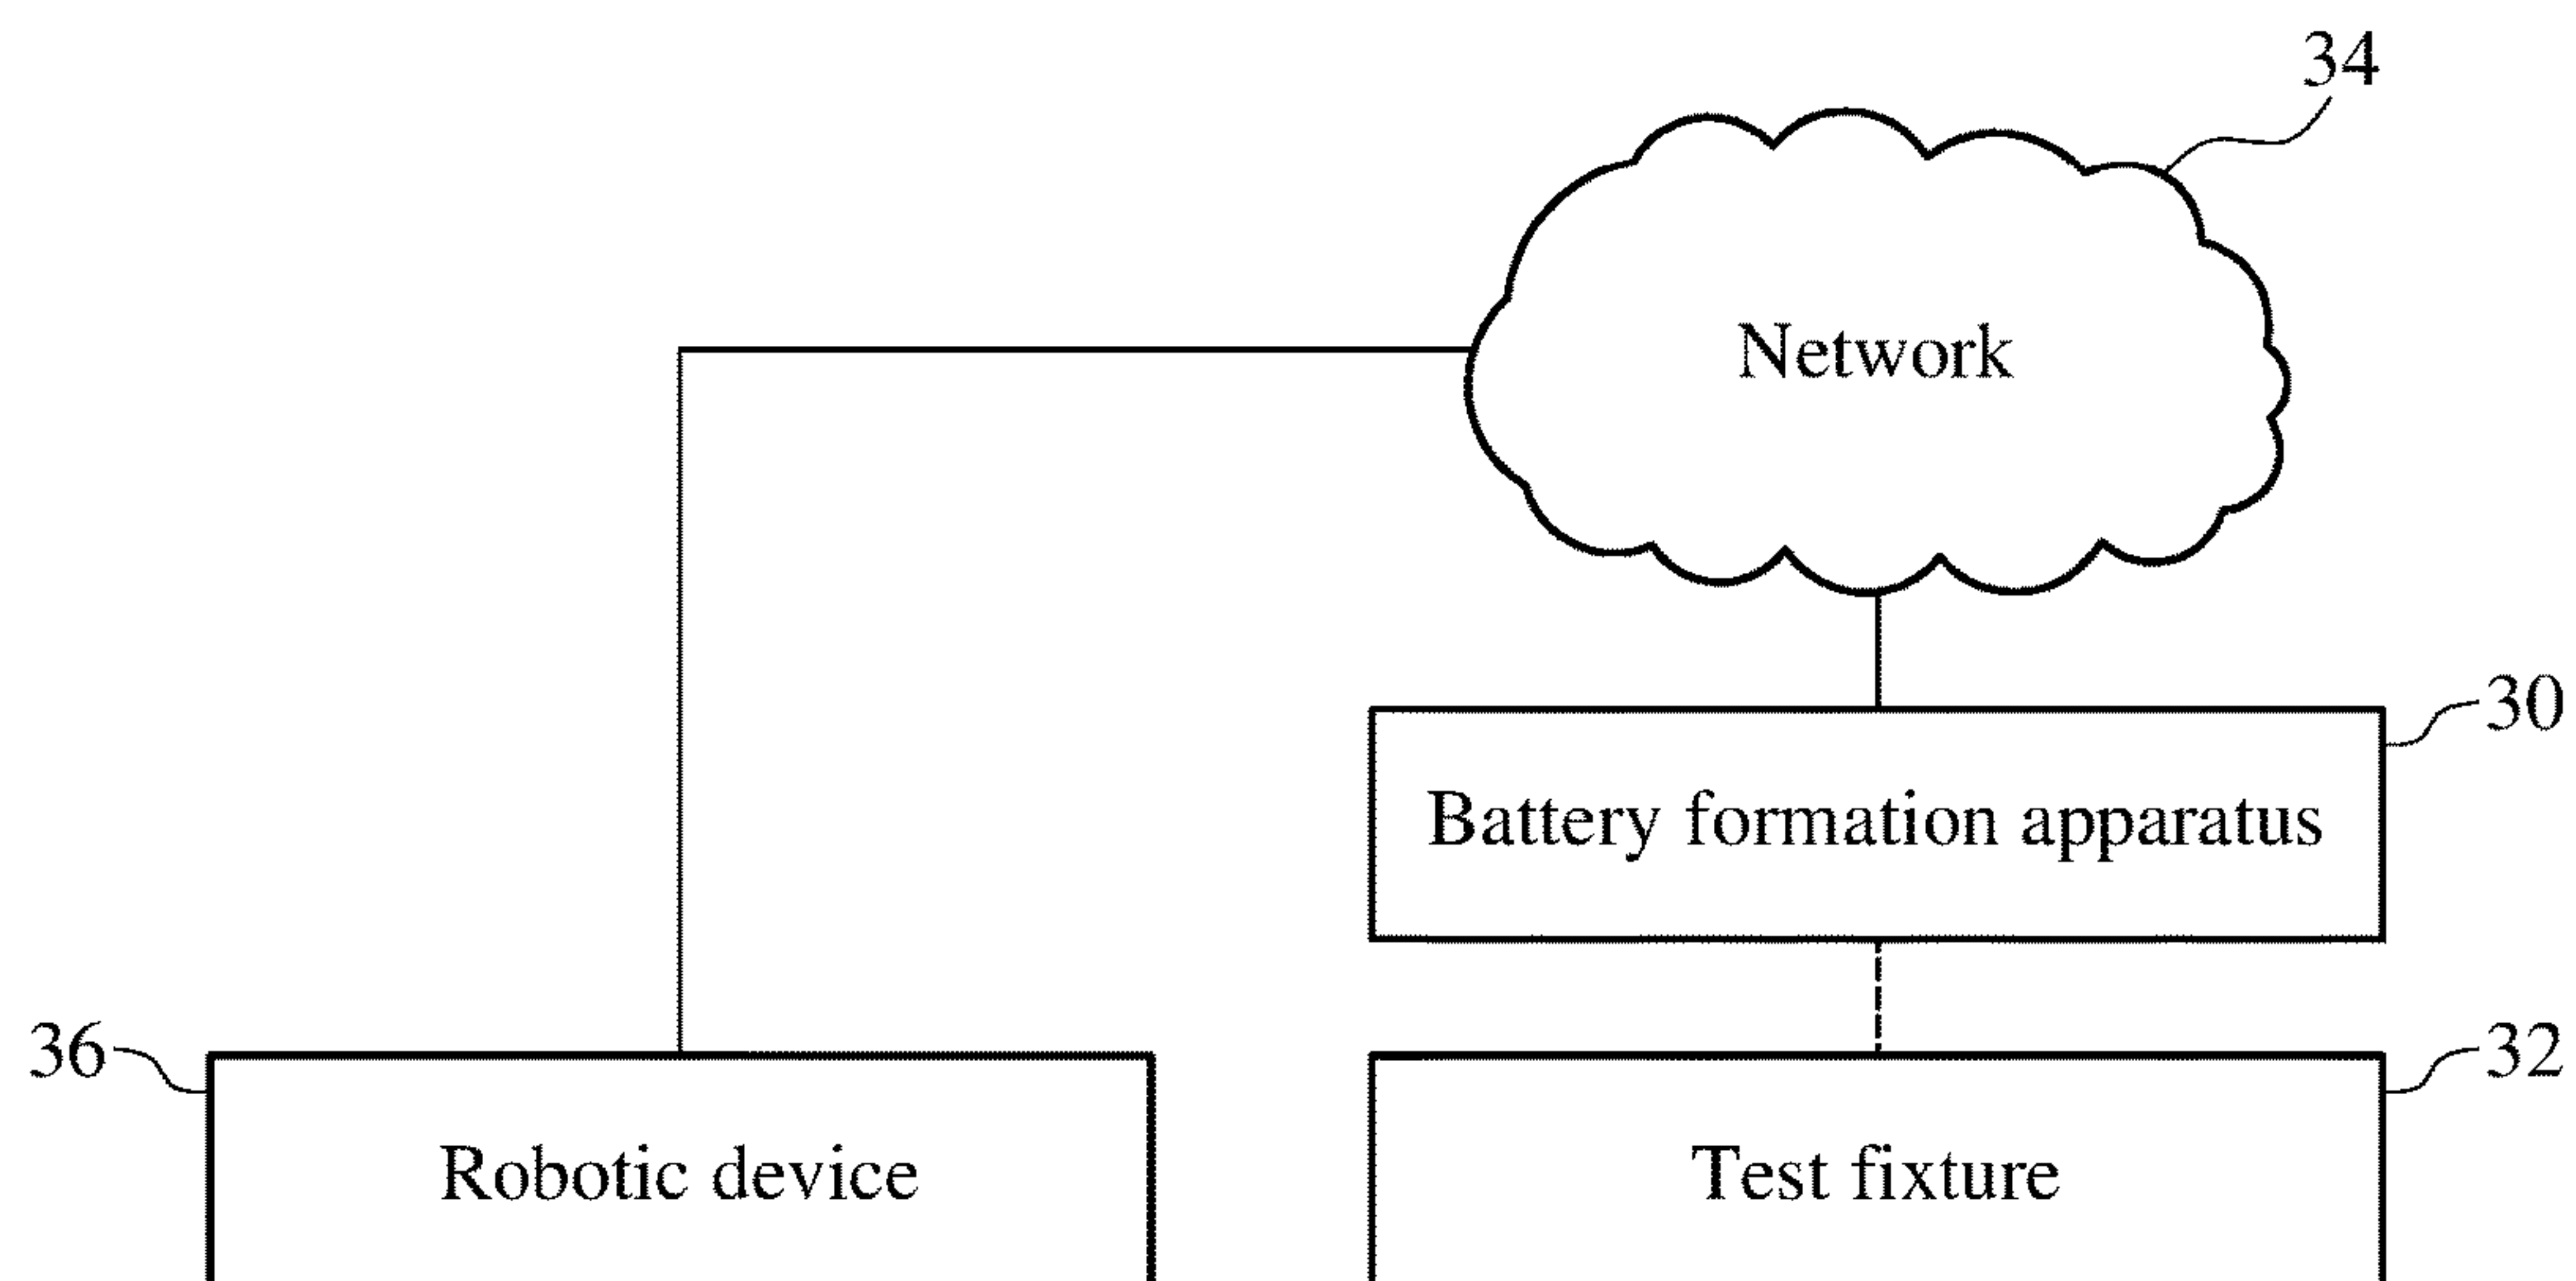 34
Network
30
Battery formation apparatus
36
32
Robotic device
Test fixture